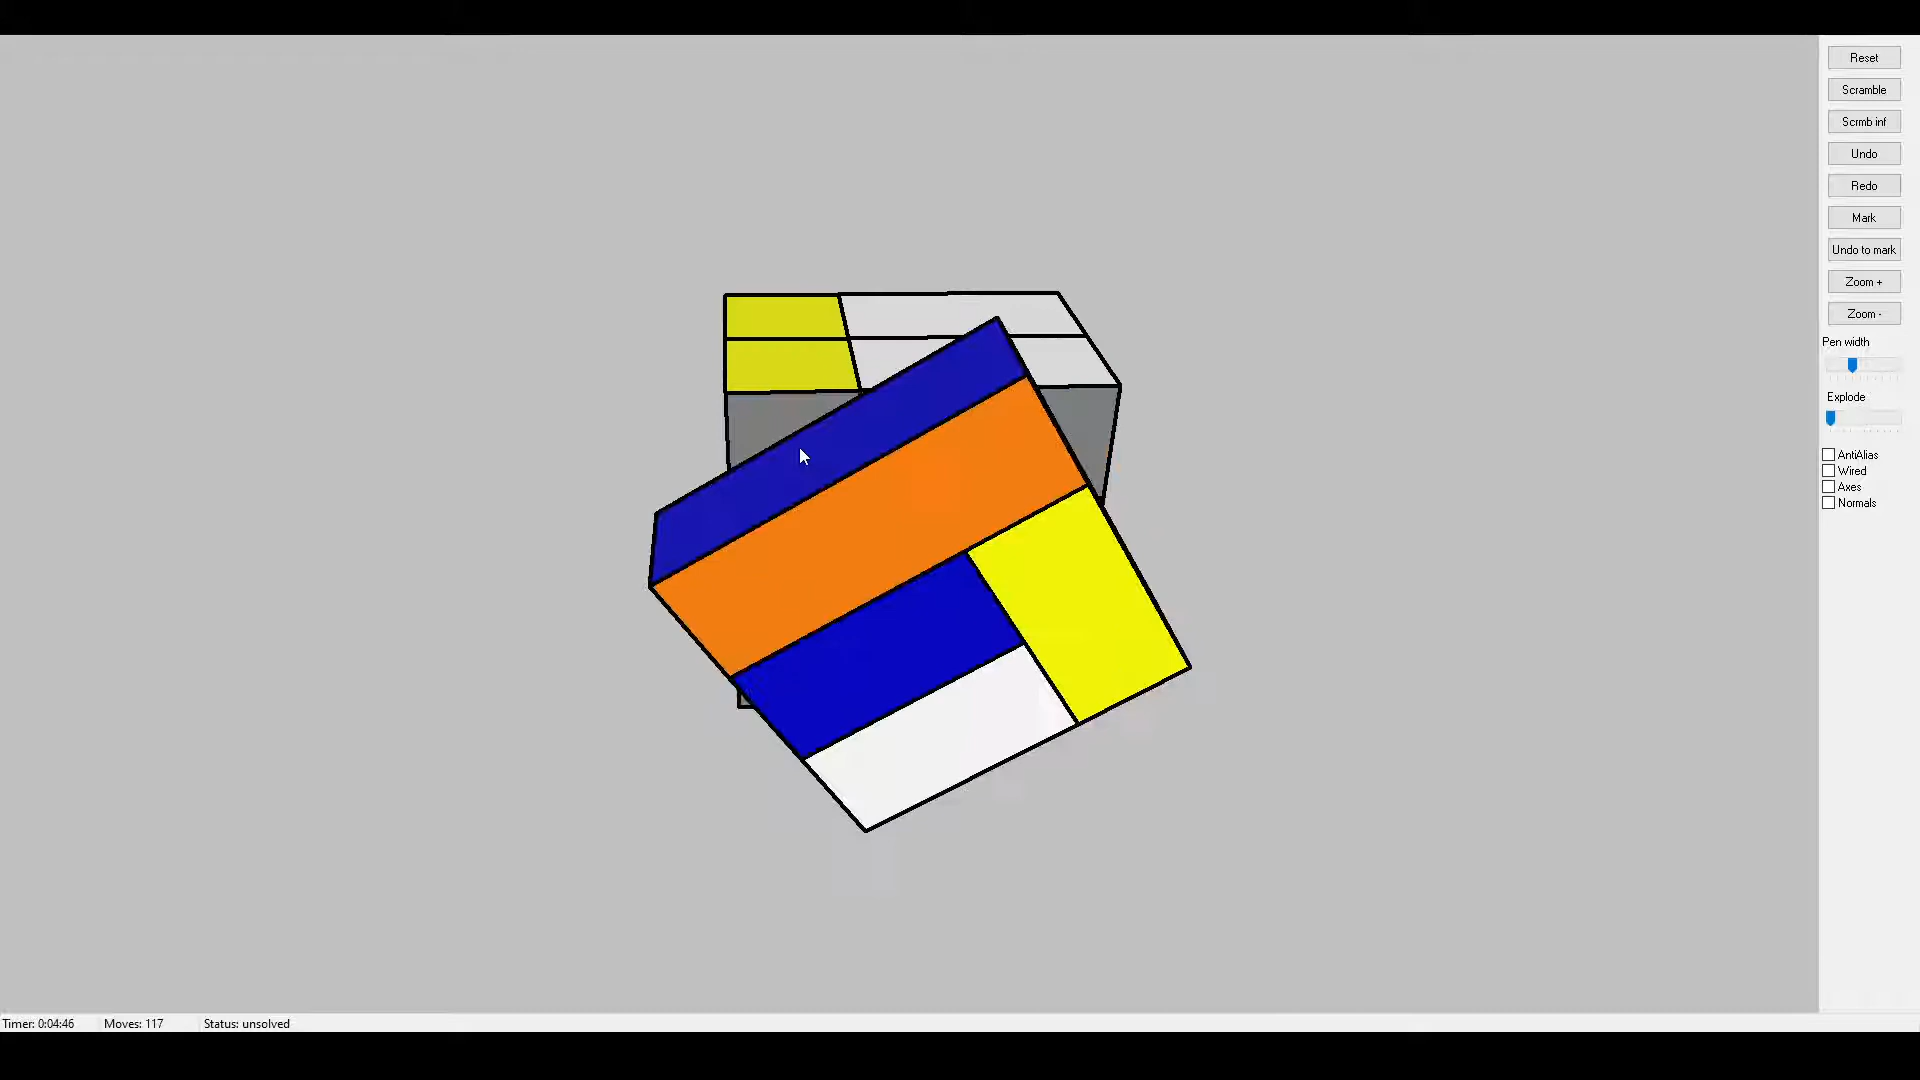 Reset
Scramble
Scrmb inf
Undo
Redo
Mark
Undo to mark
Zoom +
Zoom -
Pen width
Explode
AntiAlias
Wired
Axes
Normals
Timer: 0:04:46 Moves: 117 Status: unsolved